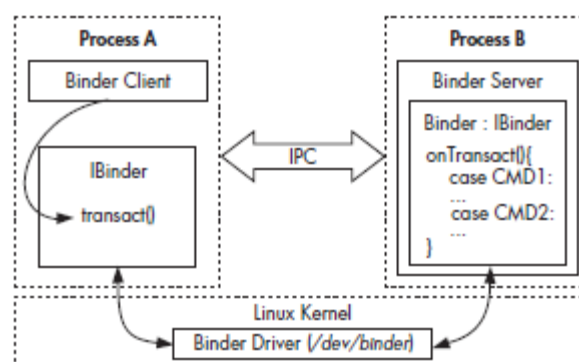 Process A
Binder Client
IBinder
transact()
IPC
Process B
Binder Server
Binder : IBinder
onTransact(){
case CMD1:
...
case CMD2:
...
}
Linux Kernel
Binder Driver (/dev/binder)